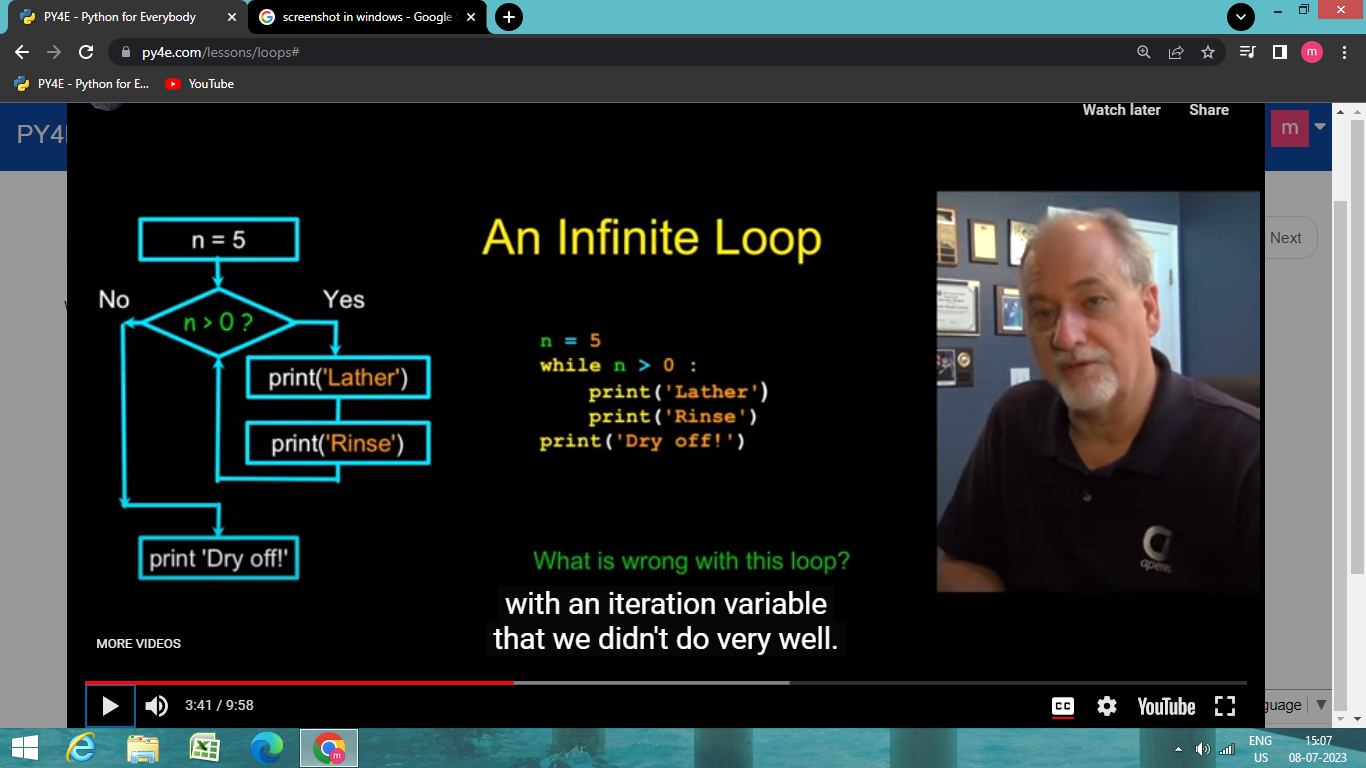 PY4E - Python for Everybody
screenshot in windows - Google
py4e.com/lessons/loops#
m
PY4E - Python for E...
YouTube
PY4
m
Watch later
Share
Next
An Infinite Loop
n = 5
No
Yes
n > 0 ?
print('Lather')
print('Rinse')
print 'Dry off!'
n = 5
while n > 0 :
print('Lather')
print('Rinse')
print('Dry off!')
What is wrong with this loop?
with an iteration variable
that we didn't do very well.
MORE VIDEOS
3:41 / 9:58
CC
YouTube
guage
m
ENG
US
15:07
08-07-2023